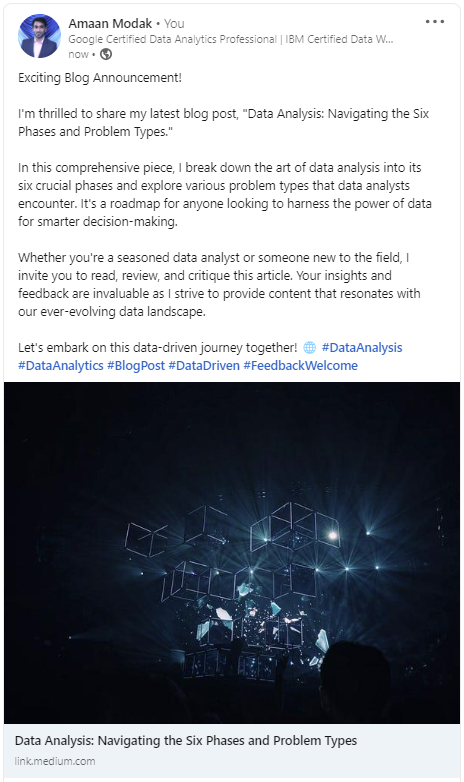 Amaan Modak • You
Google Certified Data Analytics Professional | IBM Certified Data W...
now •
Exciting Blog Announcement!
I'm thrilled to share my latest blog post, "Data Analysis: Navigating the Six
Phases and Problem Types."
In this comprehensive piece, I break down the art of data analysis into its
six crucial phases and explore various problem types that data analysts
encounter. It's a roadmap for anyone looking to harness the power of data
for smarter decision-making.
Whether you're a seasoned data analyst or someone new to the field, I
invite you to read, review, and critique this article. Your insights and
feedback are invaluable as I strive to provide content that resonates with
our ever-evolving data landscape.
Let's embark on this data-driven journey together! 🌐 #DataAnalysis
#DataAnalytics #BlogPost #DataDriven #FeedbackWelcome
Data Analysis: Navigating the Six Phases and Problem Types
link.medium.com